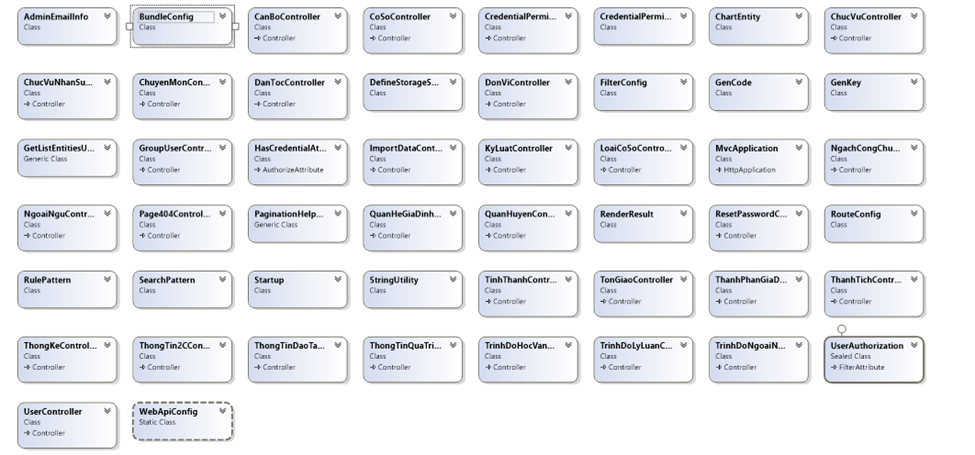 AdminEmailInfo
Class
BundleConfig
Class
CanBoController
Class
Controller
CoSoController
Class
Controller
CredentialPermi...
Class
Controller
CredentialPermi...
Class
ChartEntity
Class
ChucVuController
Class
Controller
ChucVuNhanSu...
Class
Controller
ChuyenMonCon...
Class
Controller
DanTocController
Class
Controller
DefineStorageS...
Class
DonViController
Class
Controller
FilterConfig
Class
GenCode
Class
GenKey
Class
GetListEntitiesU...
Generic Class
GroupUserContr...
Class
Controller
HasCredentialAt...
Class
AuthorizeAttribute
ImportDataCont...
Class
Controller
KyLuatController
Class
Controller
LoaiCoSoContro...
Class
Controller
MvcApplication
Class
HttpApplication
NgachCongChu...
Class
Controller
NgoaiNguContr...
Class
Controller
Page404Control...
Class
Controller
PaginationHelp...
Generic Class
QuanHeGiaDinh...
Class
Controller
QuanHuyenCon...
Class
Controller
RenderResult
Class
ResetPasswordC...
Class
Controller
RouteConfig
Class
RulePattern
Class
SearchPattern
Class
Startup
Class
StringUtility
Class
TinhThanhContr...
Class
Controller
TonGiaoController
Class
Controller
ThanhPhanGiaD...
Class
Controller
ThanhTichContr...
Class
Controller
ThongKeControl...
Class
Controller
ThongTin2CCon...
Class
Controller
ThongTinDaoTa...
Class
Controller
ThongTinQuaTri...
Class
Controller
TrinhDoHocVan...
Class
Controller
TrinhDoLyLuanC...
Class
Controller
TrinhDoNgoaiN...
Class
Controller
UserAuthorization
Sealed Class
FilterAttribute
UserController
Class
Controller
WebApiConfig
Static Class